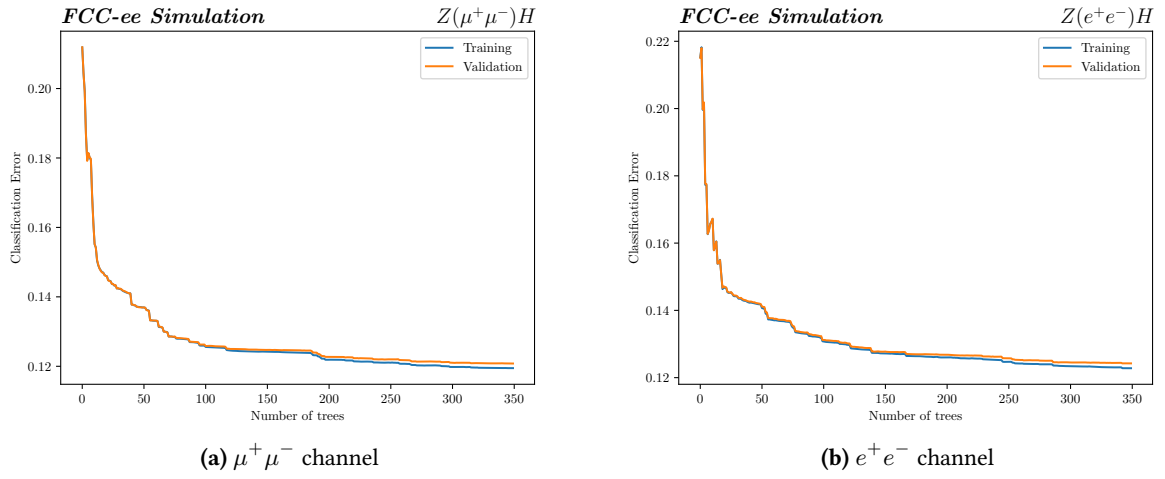 FCC-ee Simulation Z(μ⁺μ⁻)H
Training
Validation
0.20
0.18
0.16
0.14
0.12
Classification Error
0 50 100 150 200 250 300 350
Number of trees
(a) μ⁺μ⁻ channel
FCC-ee Simulation Z(e⁺e⁻)H
Training
Validation
0.22
0.20
0.18
0.16
0.14
0.12
Classification Error
0 50 100 150 200 250 300 350
Number of trees
(b) e⁺e⁻ channel